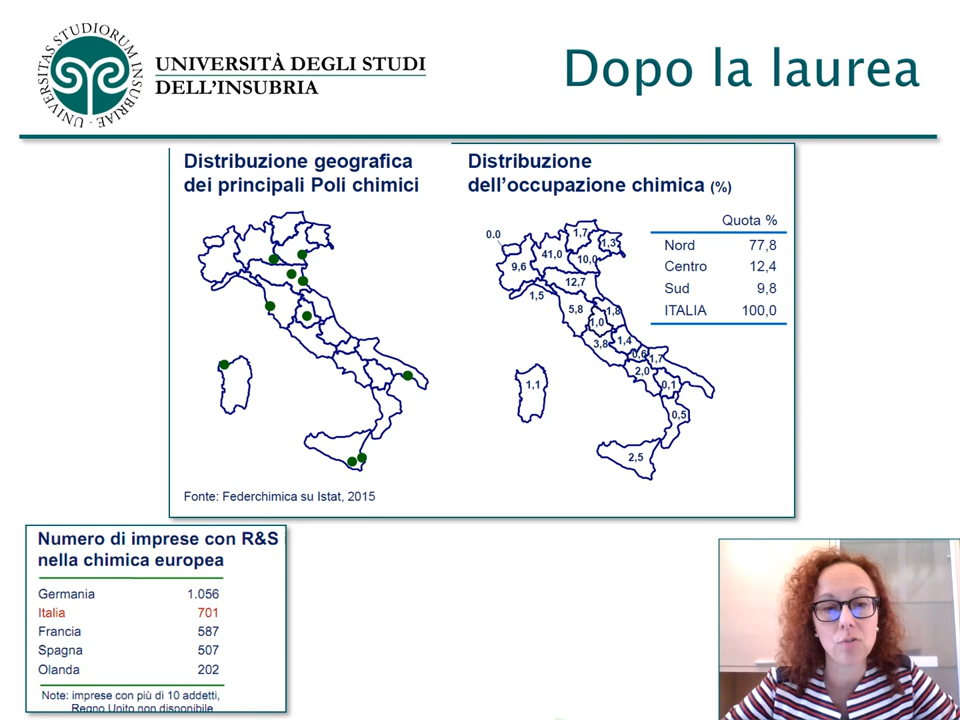 UNIVERSITAS STUDIORUM INSUBRIAE
UNIVERSITÀ DEGLI STUDI
DELL'INSUBRIA
Dopo la laurea
Distribuzione geografica
dei principali Poli chimici
Fonte: Federchimica su Istat, 2015
Distribuzione
dell'occupazione chimica (%)
0.0
9,6
41,0
1,7
1,3
10,0
12,7
1,5
5,8
1,8
1,0
3,8
1,4
0,6
1,7
2,0
0,1
0,5
1,1
2,5
Quota %
Nord 77,8
Centro 12,4
Sud 9,8
ITALIA 100,0
Numero di imprese con R&S
nella chimica europea
Germania 1.056
Italia 701
Francia 587
Spagna 507
Olanda 202
Note: imprese con più di 10 addetti,
Regno Unito non disponibile